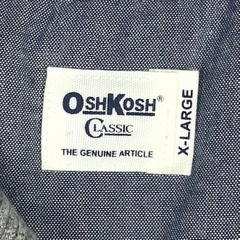 OSHKOSH®
CLASSIC
THE GENUINE ARTICLE
X-LARGE